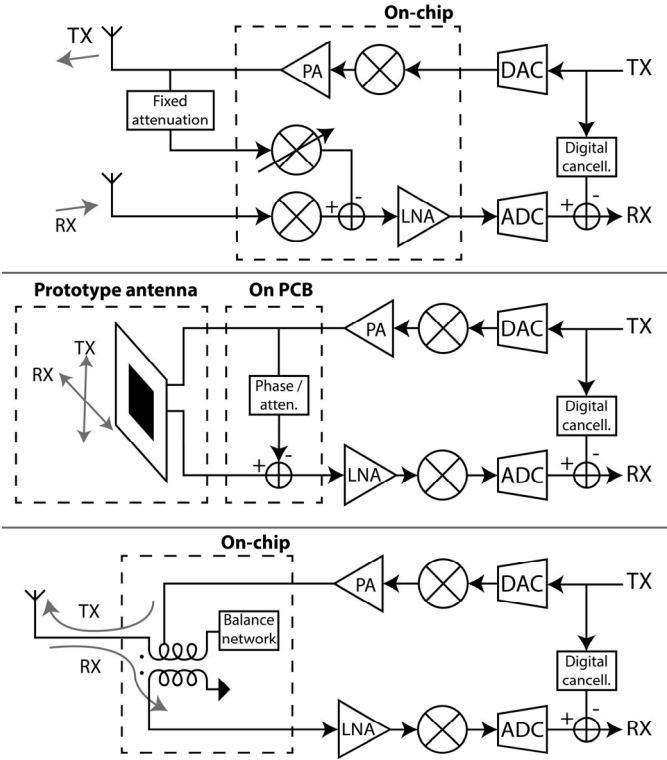 On-chip
TX
PA
DAC
TX
Fixed
attenuation
Digital
cancell.
+
-
+
-
RX
LNA
ADC
RX
Prototype antenna
On PCB
TX
RX
PA
DAC
TX
Phase /
atten.
Digital
cancell.
+
-
+
-
LNA
ADC
RX
On-chip
TX
RX
PA
DAC
TX
Balance
network
Digital
cancell.
+
-
LNA
ADC
RX